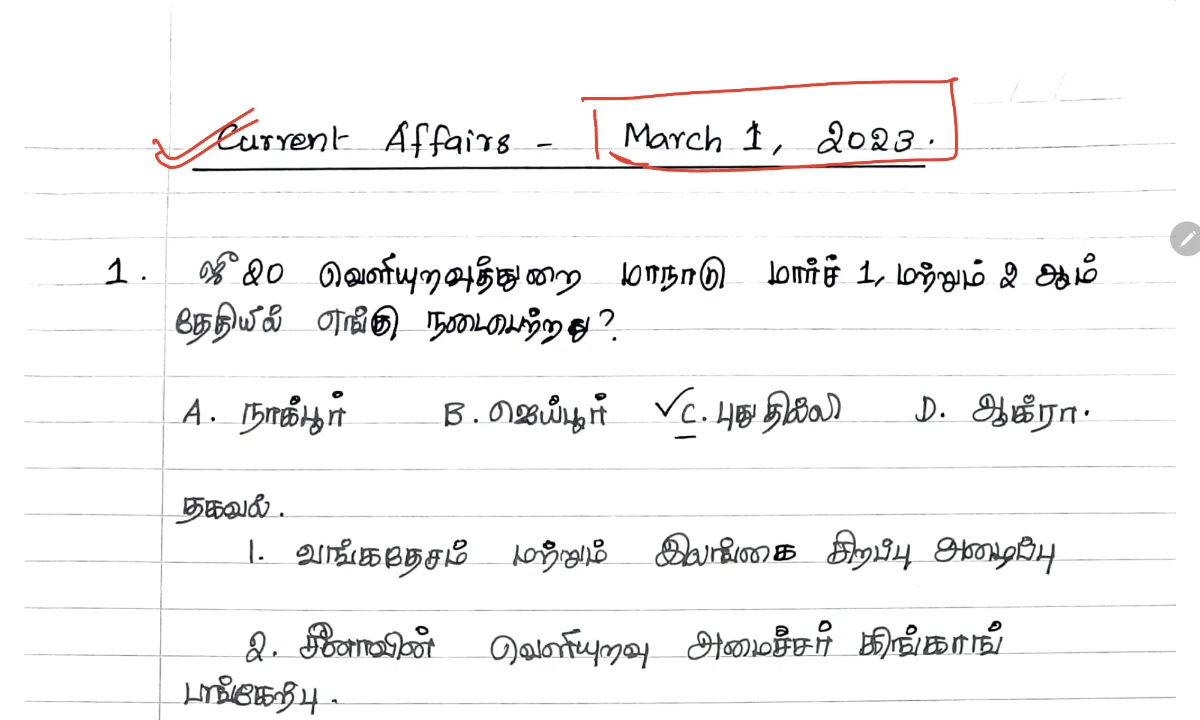 Current Affairs - March 1, 2023.
1. ஜீ 20 வெளியுறவுத்துறை மாநாடு மார்ச் 1, மற்றும் 2 ஆம்
தேதியில் எங்கு நடைபெற்றது?
A. நாக்பூர் B. ஜெய்பூர் ✓C. புதுதில்லி D. ஆக்ரா.
தகவல்.
1. வங்கதேசம் மற்றும் இலங்கை சிறப்பு அழைப்பு
2. சீனாவின் வெளியுறவு அமைச்சர் கிங்காங்
பங்கேற்பு.